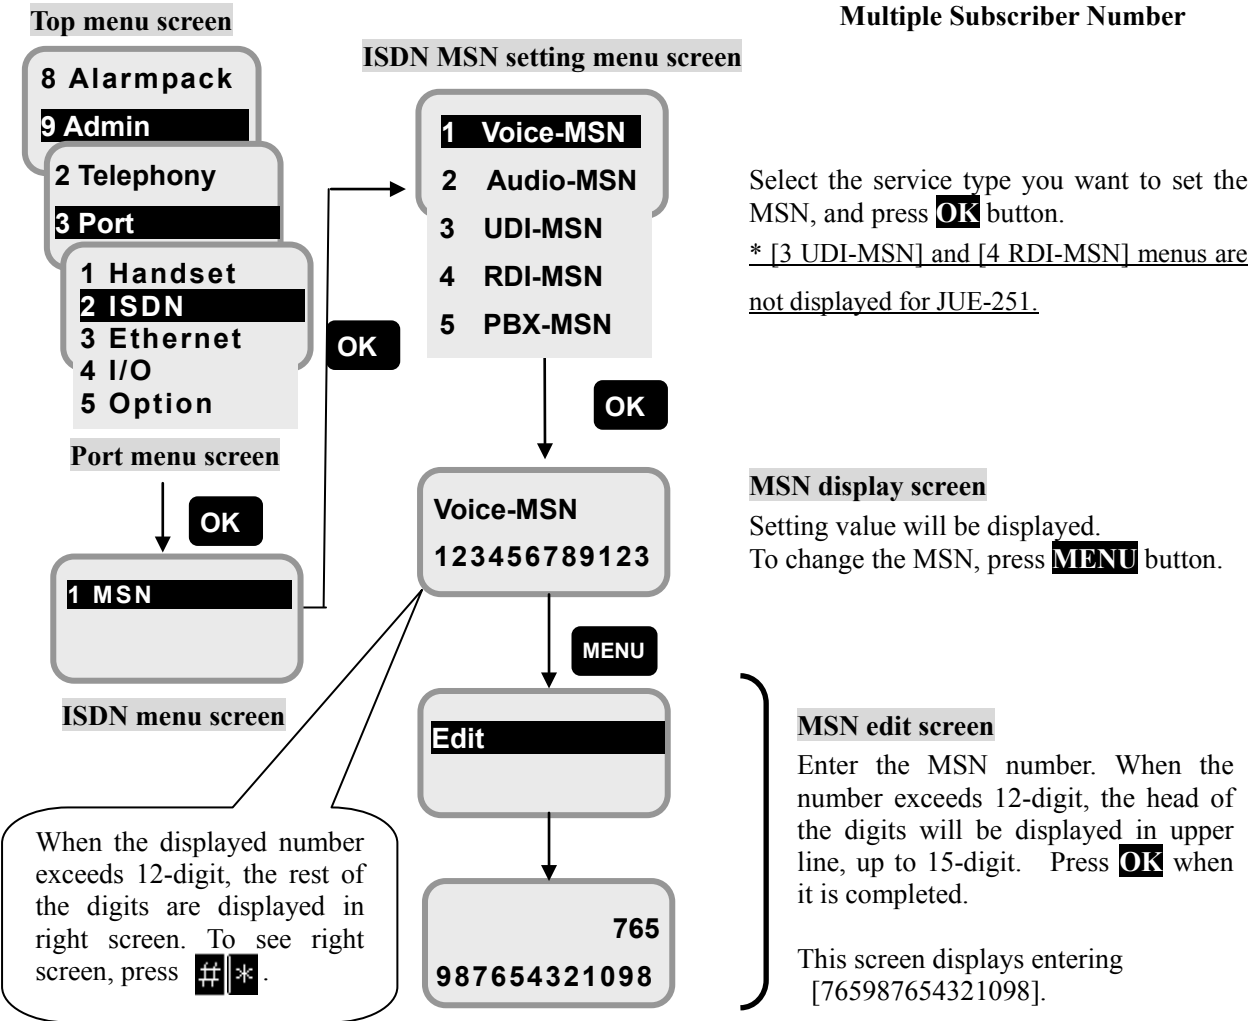 Multiple Subscriber Number
Top menu screen
8 Alarmpack
9 Admin
2 Telephony
3 Port
1 Handset
2 ISDN
3 Ethernet
4 I/O
5 Option
Port menu screen
OK
1 MSN
ISDN menu screen
OK
ISDN MSN setting menu screen
1 Voice-MSN
2 Audio-MSN
3 UDI-MSN
4 RDI-MSN
5 PBX-MSN
Select the service type you want to set the
MSN, and press OK button.
* [3 UDI-MSN] and [4 RDI-MSN] menus are
not displayed for JUE-251.
OK
Voice-MSN
123456789123
MSN display screen
Setting value will be displayed.
To change the MSN, press MENU button.
When the displayed number
exceeds 12-digit, the rest of
the digits are displayed in
right screen. To see right
screen, press # * .
MENU
Edit
765
987654321098
MSN edit screen
Enter the MSN number. When the
number exceeds 12-digit, the head of
the digits will be displayed in upper
line, up to 15-digit. Press OK when
it is completed.
This screen displays entering
[765987654321098].